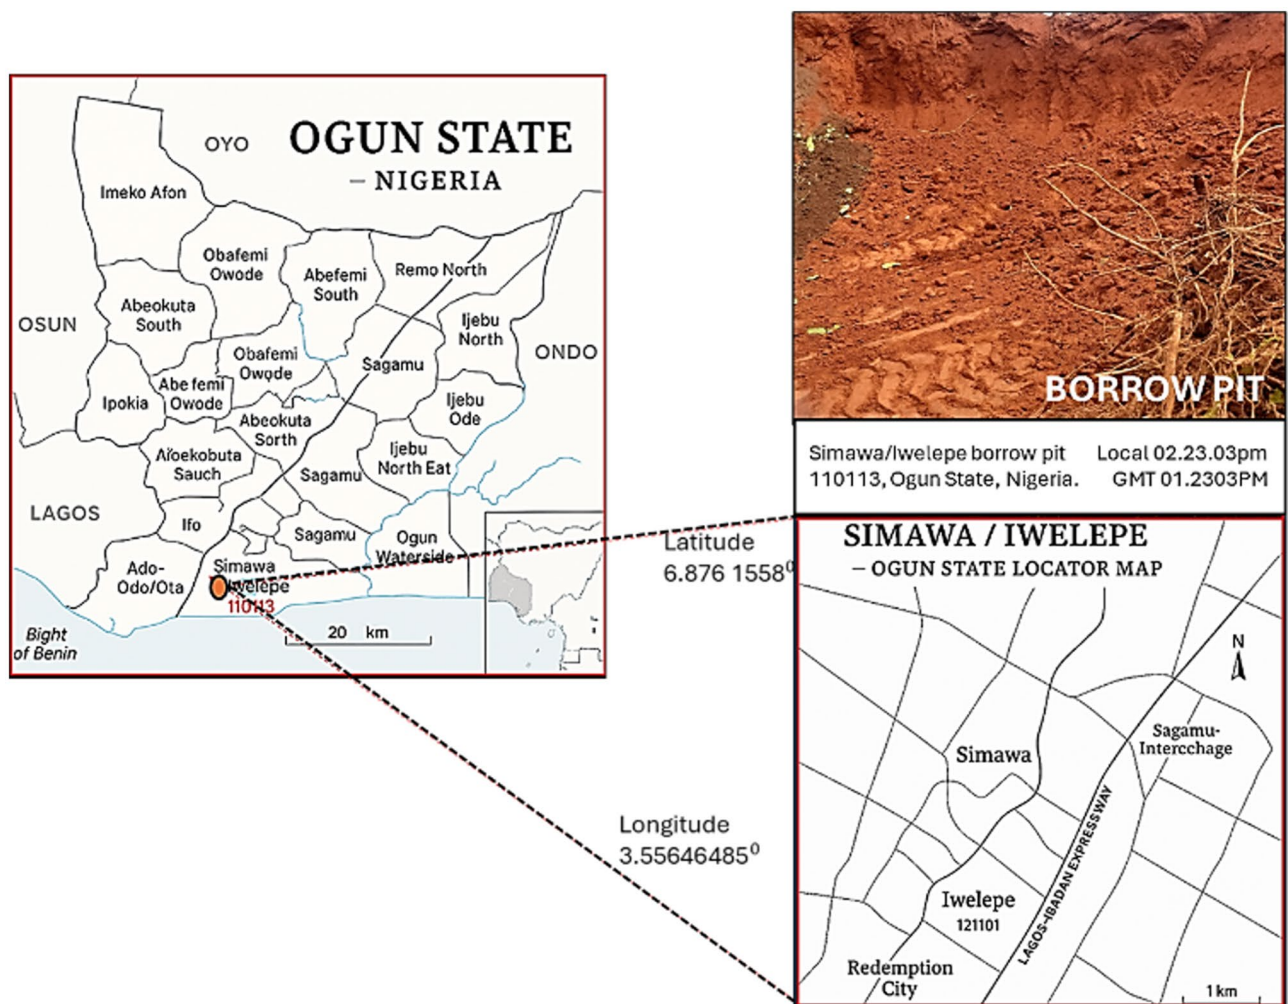 OGUN STATE
– NIGERIA
OYO
Imeko Afon
Obafemi
Owode
Abefemi
South
Remo North
Abeokuta
South
OSUN
Ijebu
North
ONDO
Obafemi
Owode
Sagamu
Ipokia
Abe femi
Owode
Ijebu
Ode
Abeokuta
Sorth
Aïoekobuta
Sauch
Sagamu
Ijebu
North Eat
LAGOS
Ifo
Sagamu
Ogun
Waterside
Ado-
Odo/Ota
Simawa
Iwelepe
110113
Bight
of Benin
20 km
BORROW PIT
Simawa/Iwelepe borrow pit Local 02.23.03pm
110113, Ogun State, Nigeria. GMT 01.2303PM
Latitude
6.876 1558⁰
Longitude
3.55646485⁰
SIMAWA / IWELEPE
– OGUN STATE LOCATOR MAP
N
Sagamu-
Intercchage
Simawa
LAGOS–IBADAN EXPRESSWAY
Iwelepe
121101
Redemption
City
1 km